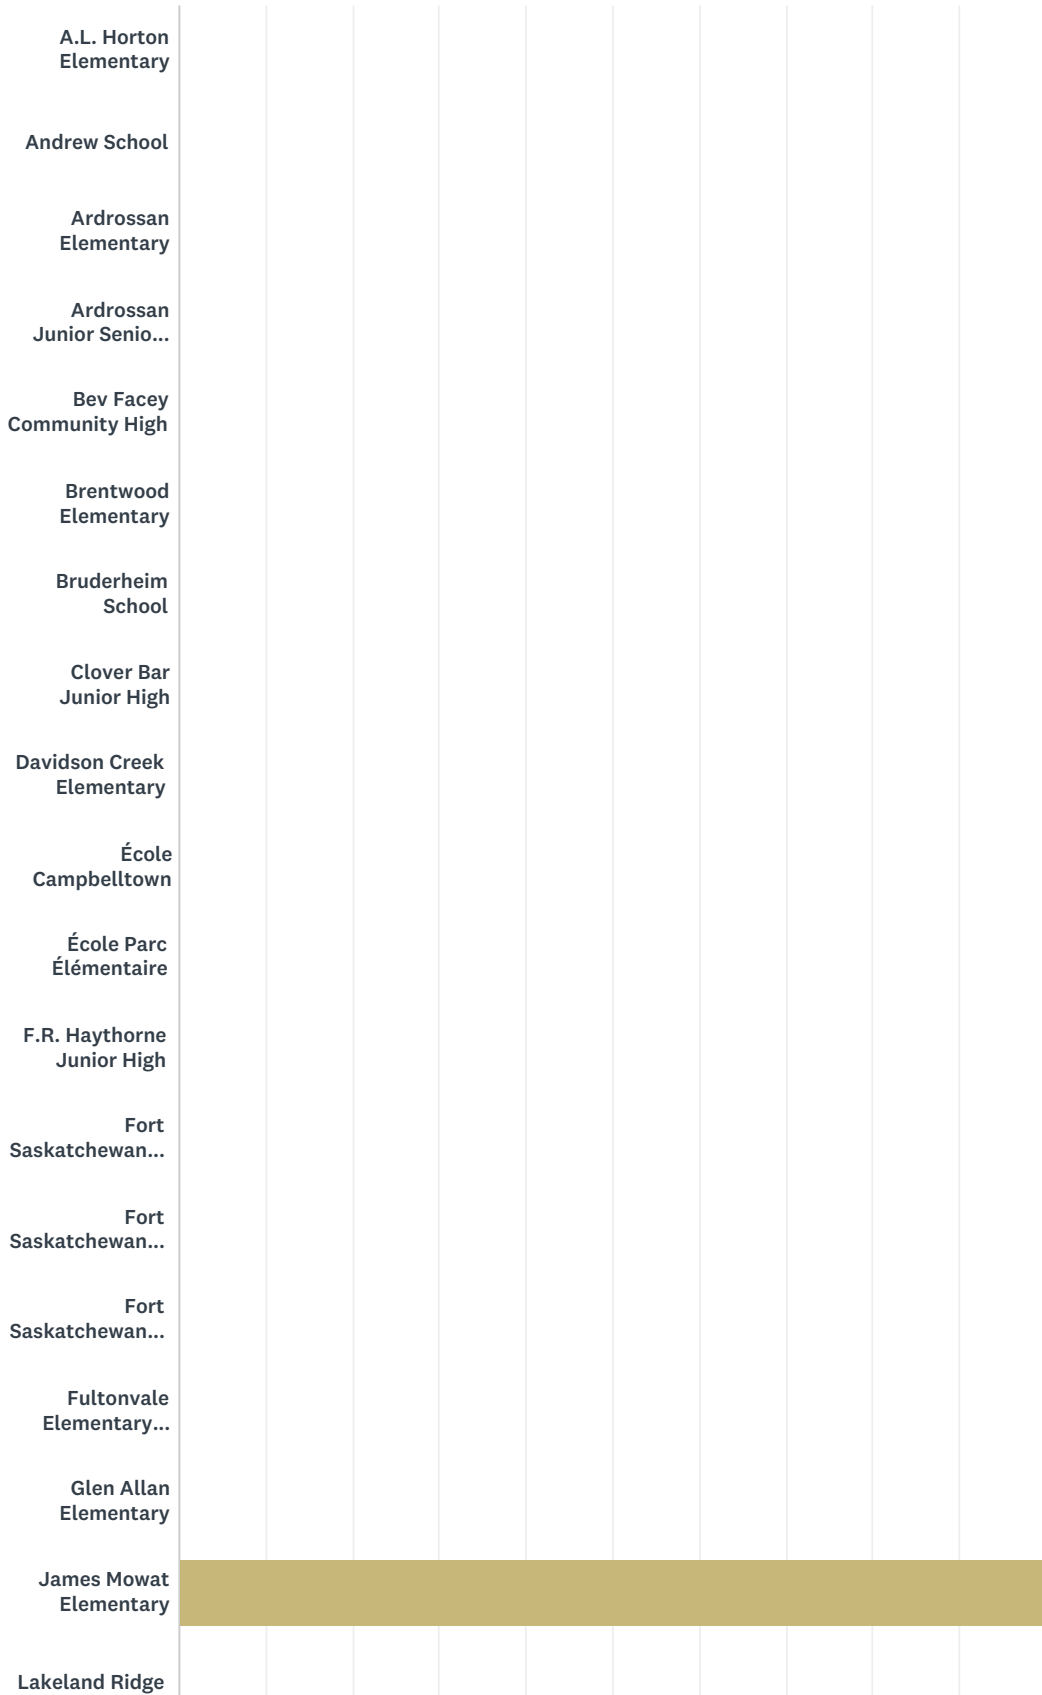 A.L. Horton
Elementary
Andrew School
Ardrossan
Elementary
Ardrossan
Junior Senio...
Bev Facey
Community High
Brentwood
Elementary
Bruderheim
School
Clover Bar
Junior High
Davidson Creek
Elementary
École
Campbelltown
École Parc
Élémentaire
F.R. Haythorne
Junior High
Fort
Saskatchewan...
Fort
Saskatchewan...
Fort
Saskatchewan...
Fultonvale
Elementary...
Glen Allan
Elementary
James Mowat
Elementary
Lakeland Ridge